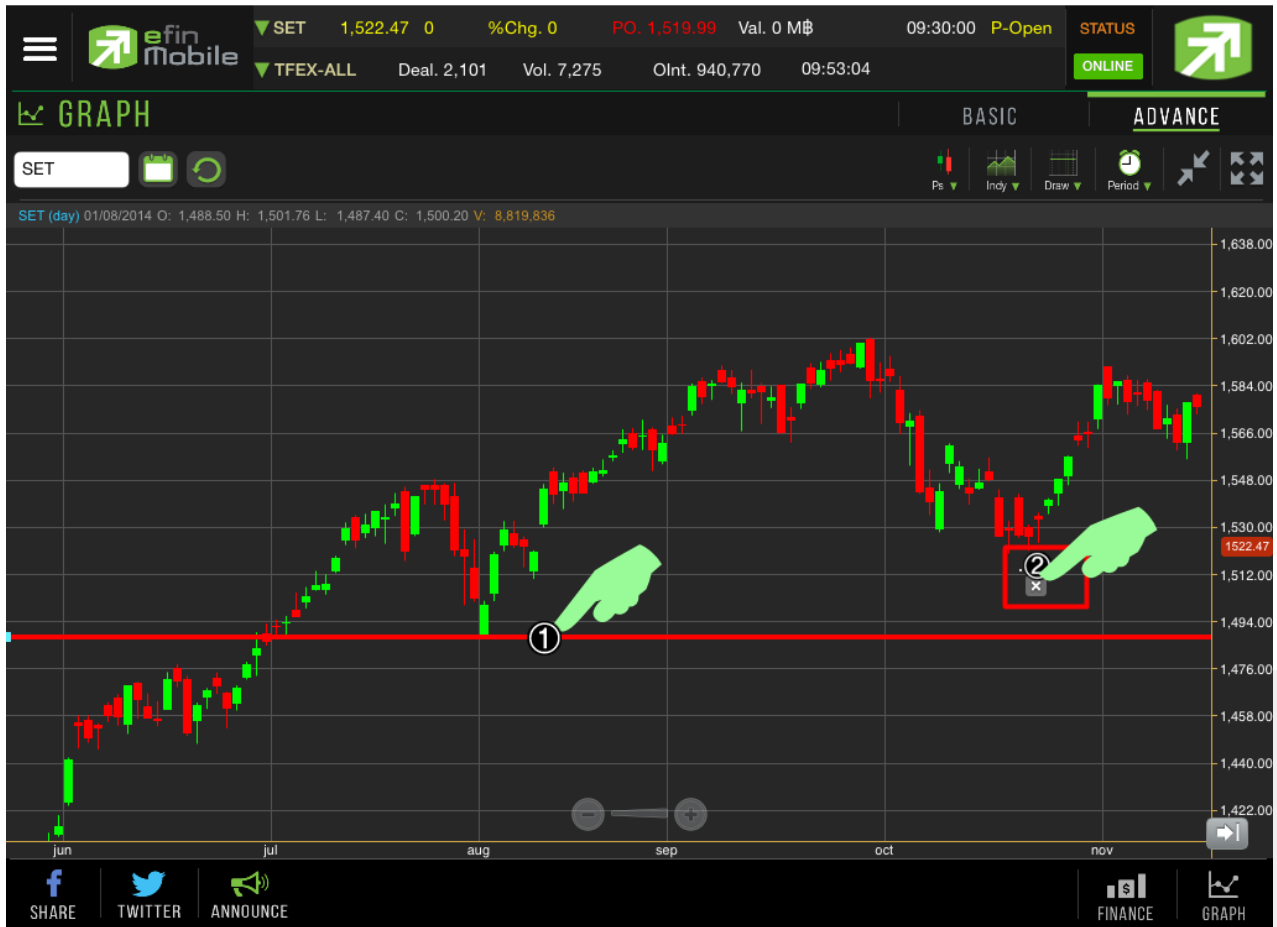 efin Mobile
SET 1,522.47 0 %Chg. 0 PO. 1,519.99 Val. 0 M฿ 09:30:00 P-Open
TFEX-ALL Deal. 2,101 Vol. 7,275 OInt. 940,770 09:53:04
STATUS
ONLINE
GRAPH
BASIC
ADVANCE
SET
Ps ▼ Indy ▼ Draw ▼ Period ▼
SET (day) 01/08/2014 O: 1,488.50 H: 1,501.76 L: 1,487.40 C: 1,500.20 V: 8,819,836
1,638.00
1,620.00
1,602.00
1,584.00
1,566.00
1,548.00
1,530.00
1522.47
1,512.00
1,494.00
1,476.00
1,458.00
1,440.00
1,422.00
②
①
jun jul aug sep oct nov
SHARE
TWITTER
ANNOUNCE
FINANCE
GRAPH